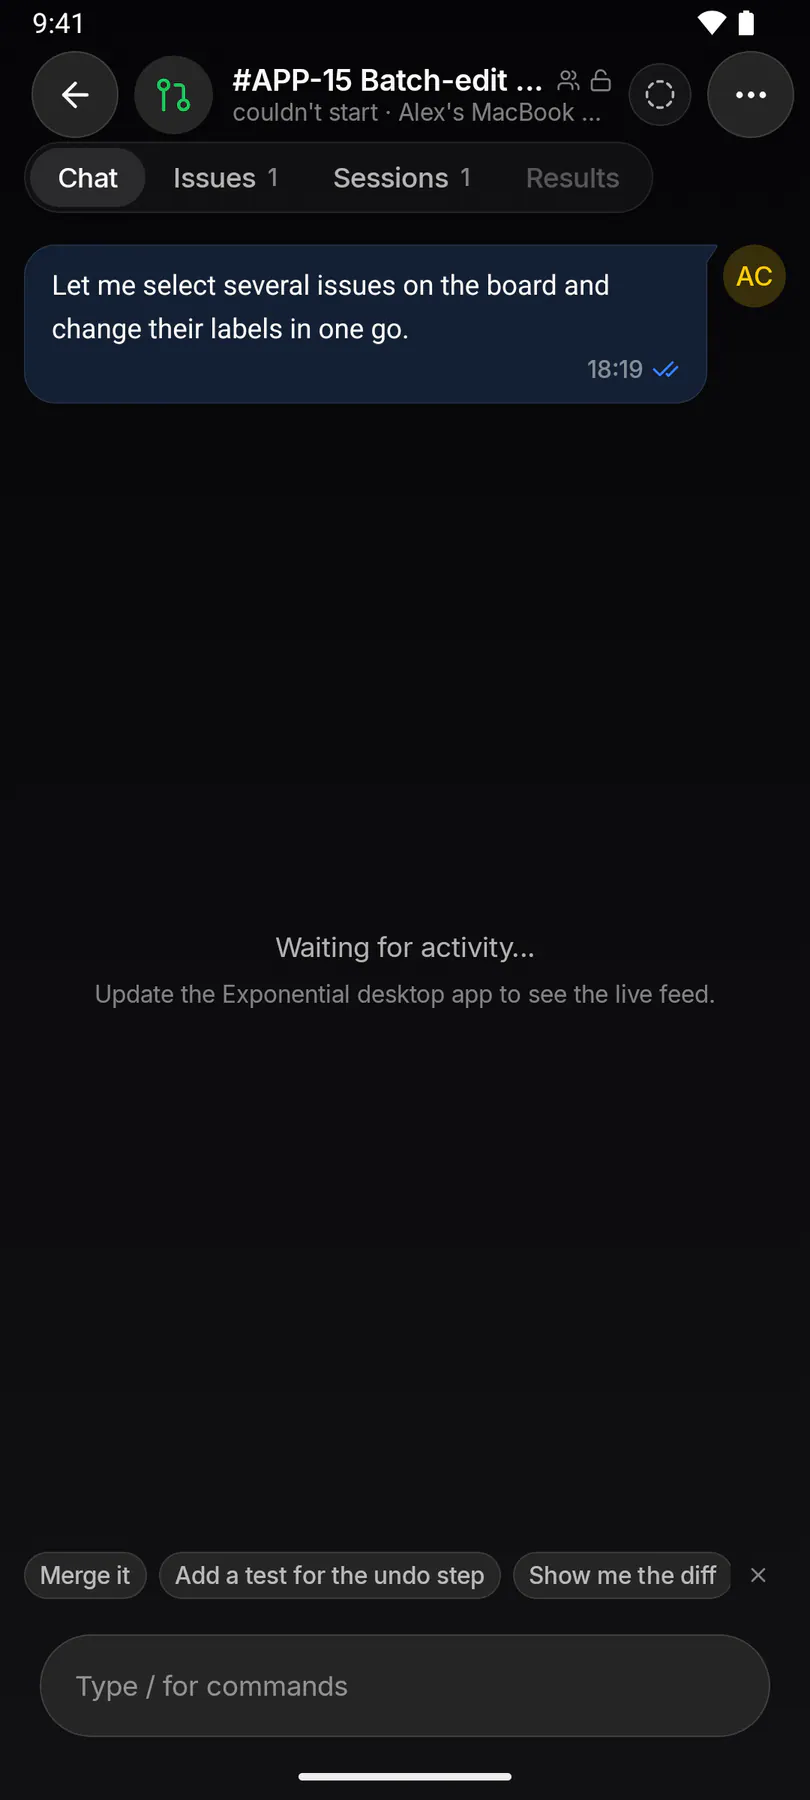 9:41
#APP-15 Batch-edit ...
couldn't start · Alex's MacBook ...
Chat
Issues 1
Sessions 1
Results
Let me select several issues on the board and
change their labels in one go.
18:19
AC
Waiting for activity...
Update the Exponential desktop app to see the live feed.
Merge it
Add a test for the undo step
Show me the diff
Type / for commands